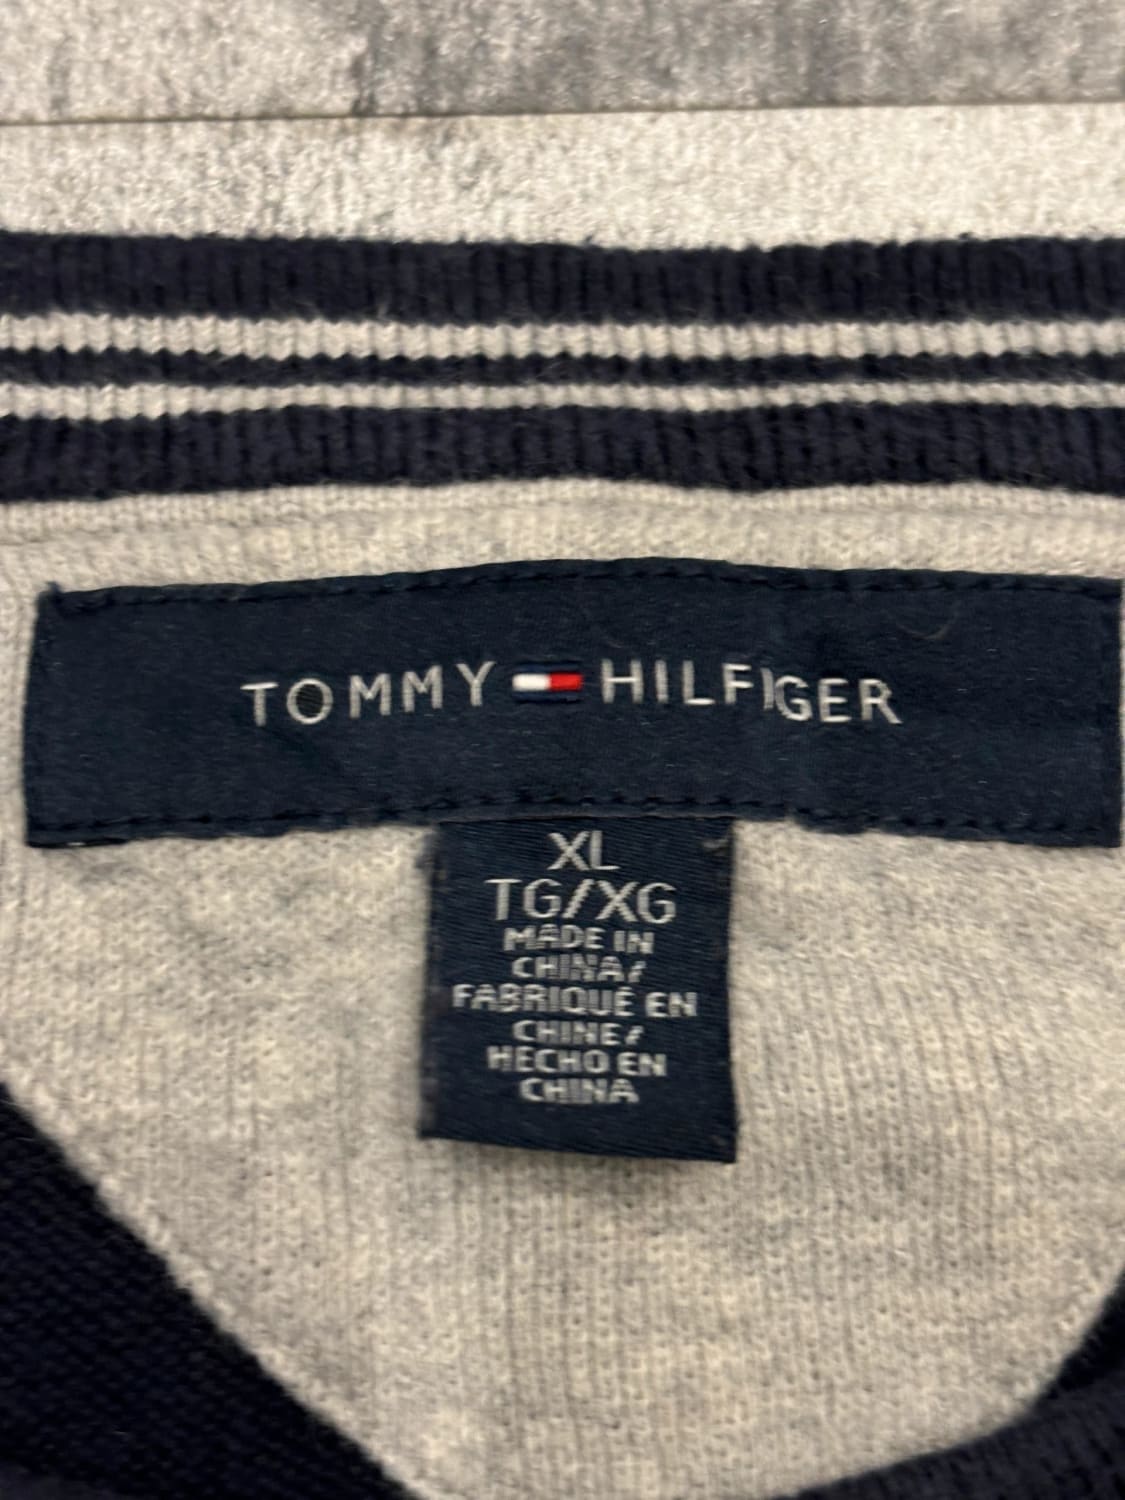 TOMMY HILFIGER
XL
TG/XG
MADE IN
CHINA/
FABRIQUÉ EN
CHINE/
HECHO EN
CHINA